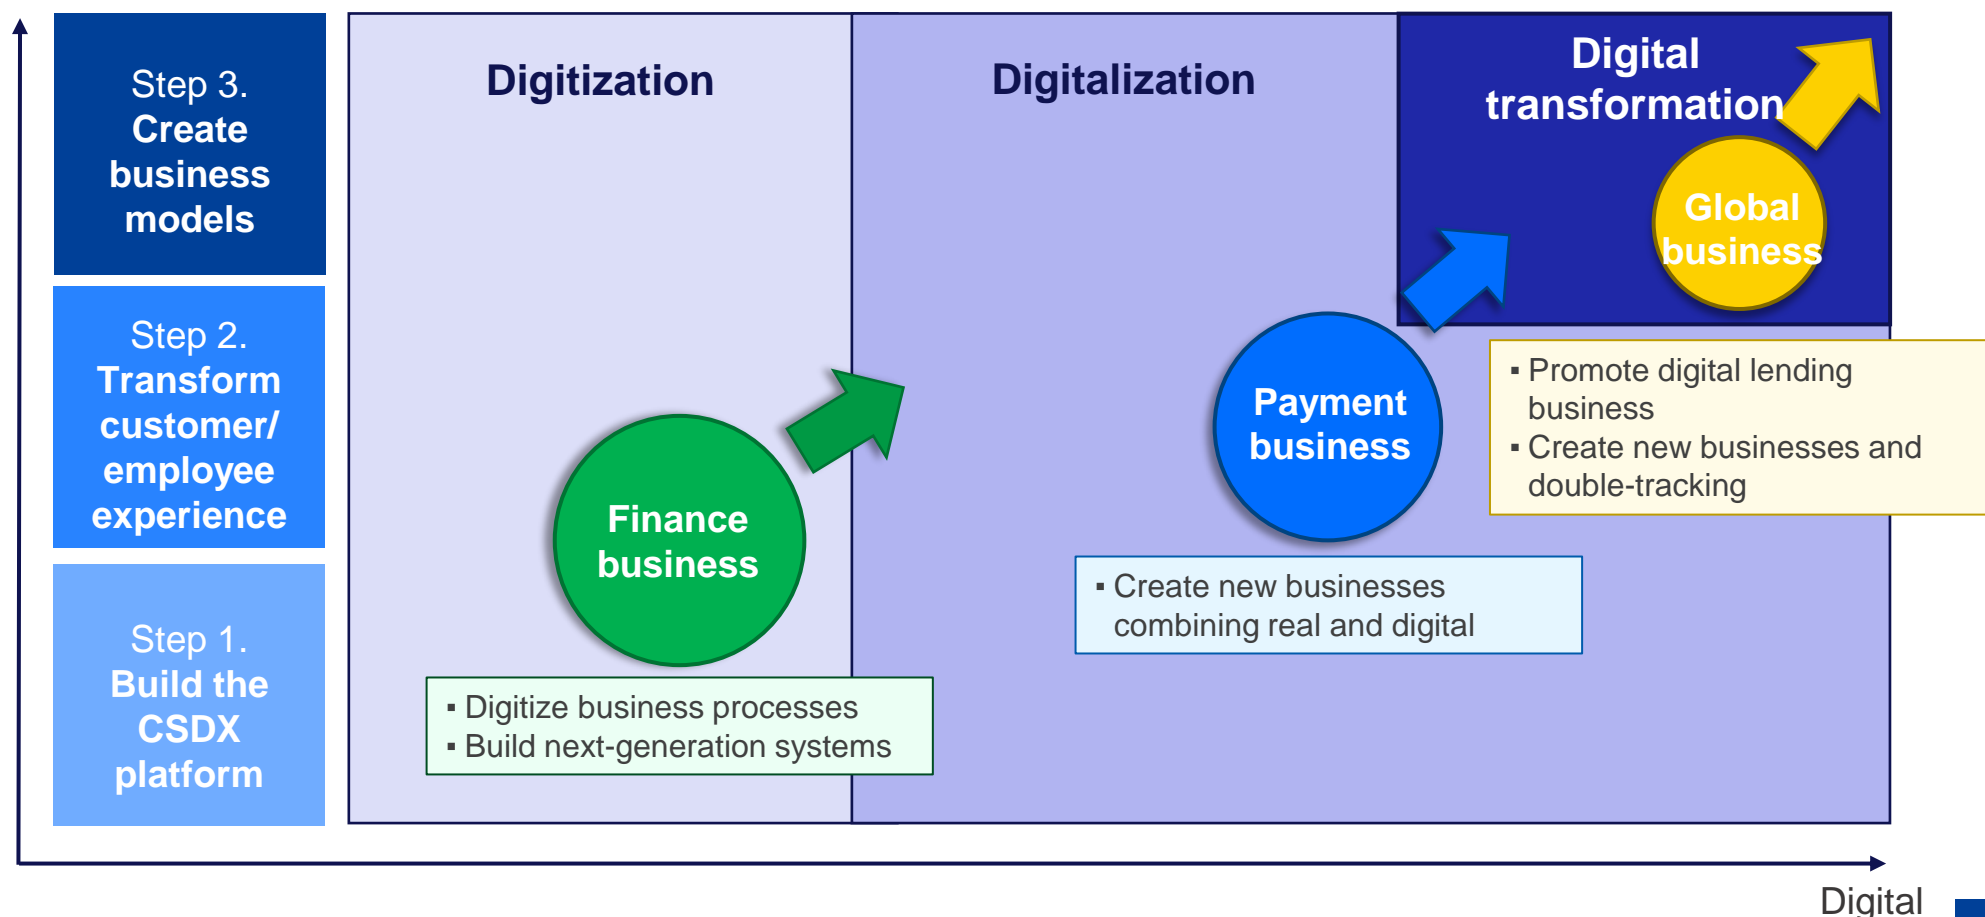 Step 3.
Create
business
models
Step 2.
Transform
customer/
employee
experience
Step 1.
Build the
CSDX
platform
Digitization
Digitalization
Digital
transformation
Global
business
Payment
business
Finance
business
▪ Promote digital lending
business
▪ Create new businesses and
double-tracking
▪ Create new businesses
combining real and digital
▪ Digitize business processes
▪ Build next-generation systems
Digital